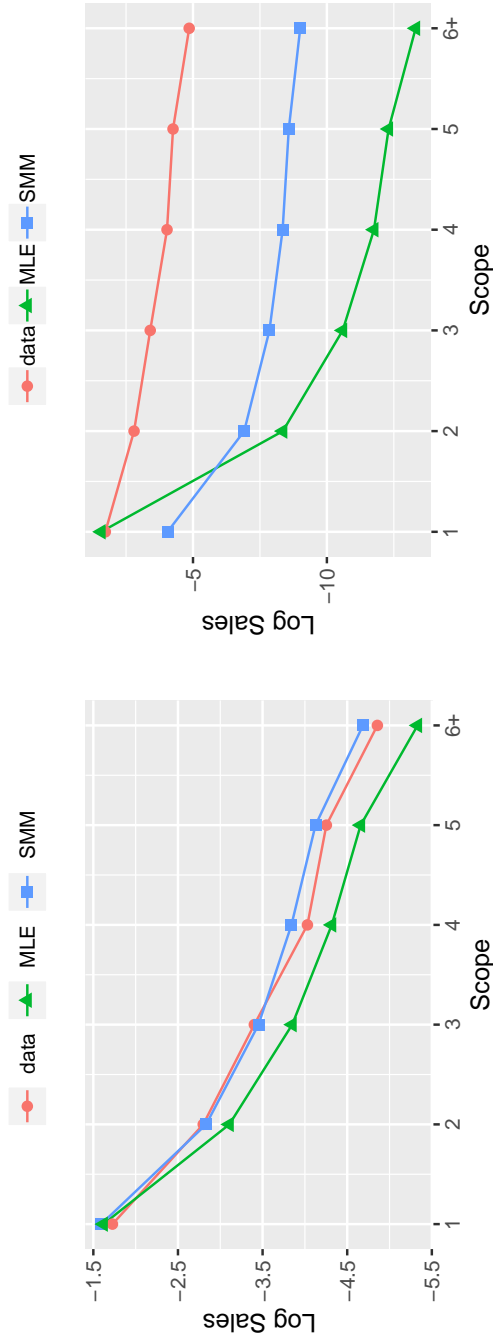 data MLE SMM
Log Sales
−1.5
−2.5
−3.5
−4.5
−5.5
1 2 3 4 5 6+
Scope
data MLE SMM
Log Sales
−5
−10
1 2 3 4 5 6+
Scope